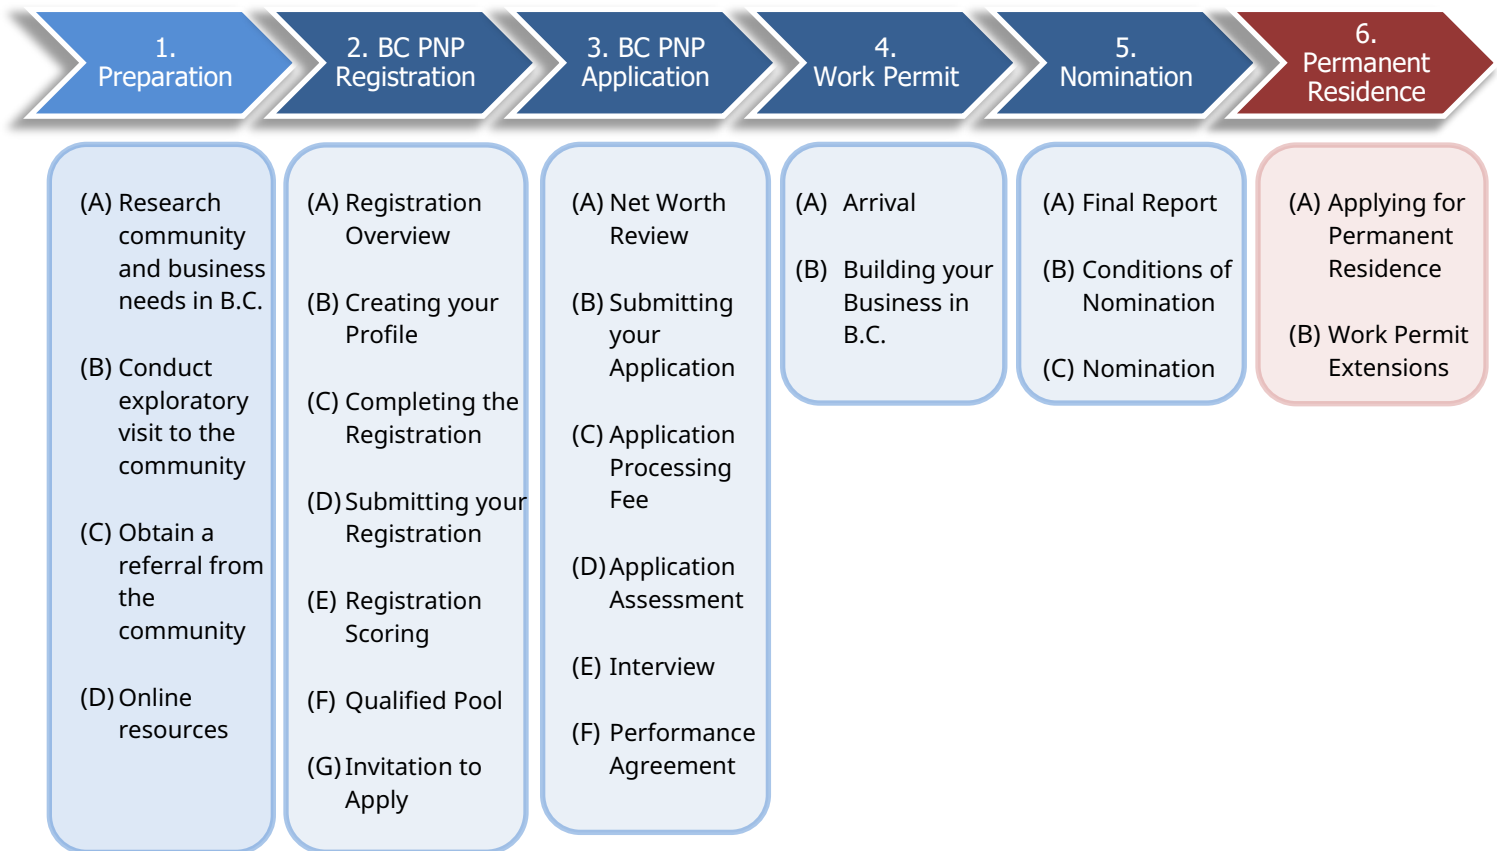 1.
Preparation
2. BC PNP
Registration
3. BC PNP
Application
4.
Work Permit
5.
Nomination
6.
Permanent
Residence
(A) Research
community
and business
needs in B.C.
(B) Conduct
exploratory
visit to the
community
(C) Obtain a
referral from
the
community
(D) Online
resources
(A) Registration
Overview
(B) Creating your
Profile
(C) Completing the
Registration
(D) Submitting your
Registration
(E) Registration
Scoring
(F) Qualified Pool
(G) Invitation to
Apply
(A) Net Worth
Review
(B) Submitting
your
Application
(C) Application
Processing
Fee
(D) Application
Assessment
(E) Interview
(F) Performance
Agreement
(A) Arrival
(B) Building your
Business in
B.C.
(A) Final Report
(B) Conditions of
Nomination
(C) Nomination
(A) Applying for
Permanent
Residence
(B) Work Permit
Extensions